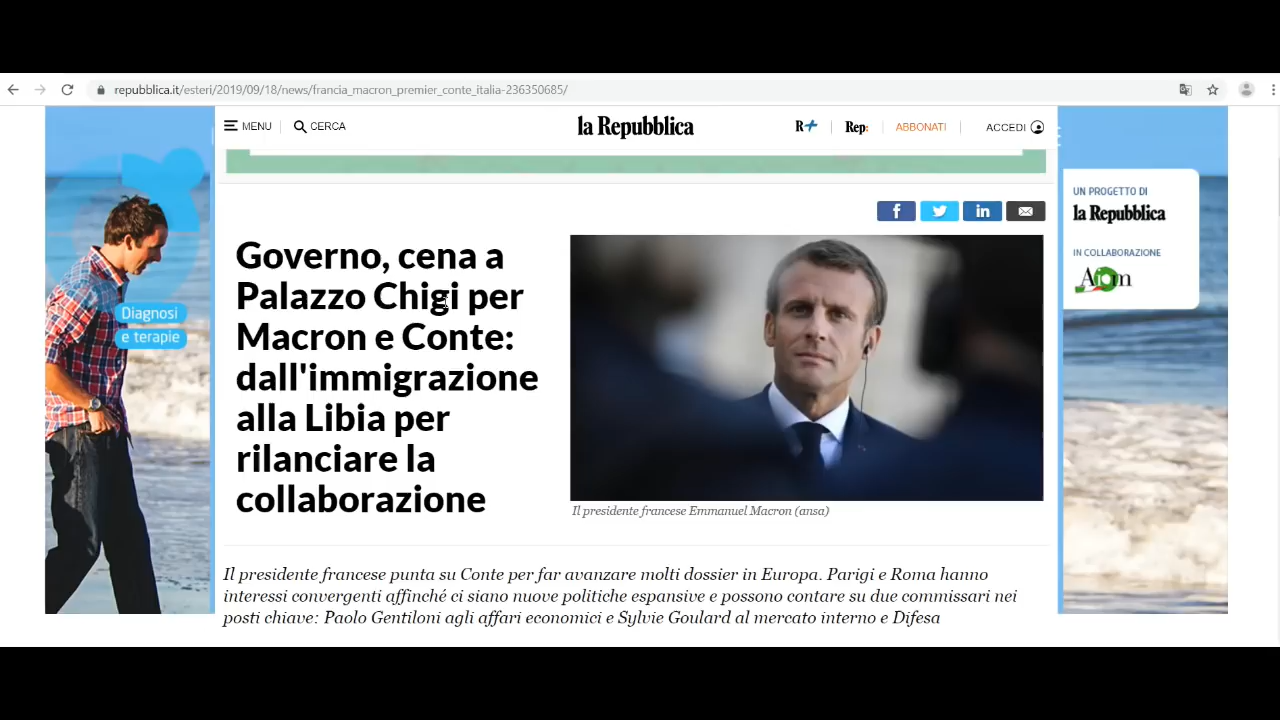 repubblica.it/esteri/2019/09/18/news/francia_macron_premier_conte_italia-236350685/
MENU
CERCA
la Repubblica
R+
Rep:
ABBONATI
ACCEDI
Governo, cena a
Palazzo Chigi per
Macron e Conte:
dall'immigrazione
alla Libia per
rilanciare la
collaborazione
Il presidente francese Emmanuel Macron (ansa)
Il presidente francese punta su Conte per far avanzare molti dossier in Europa. Parigi e Roma hanno
interessi convergenti affinché ci siano nuove politiche espansive e possono contare su due commissari nei
posti chiave: Paolo Gentiloni agli affari economici e Sylvie Goulard al mercato interno e Difesa
Diagnosi
e terapie
UN PROGETTO DI
la Repubblica
IN COLLABORAZIONE